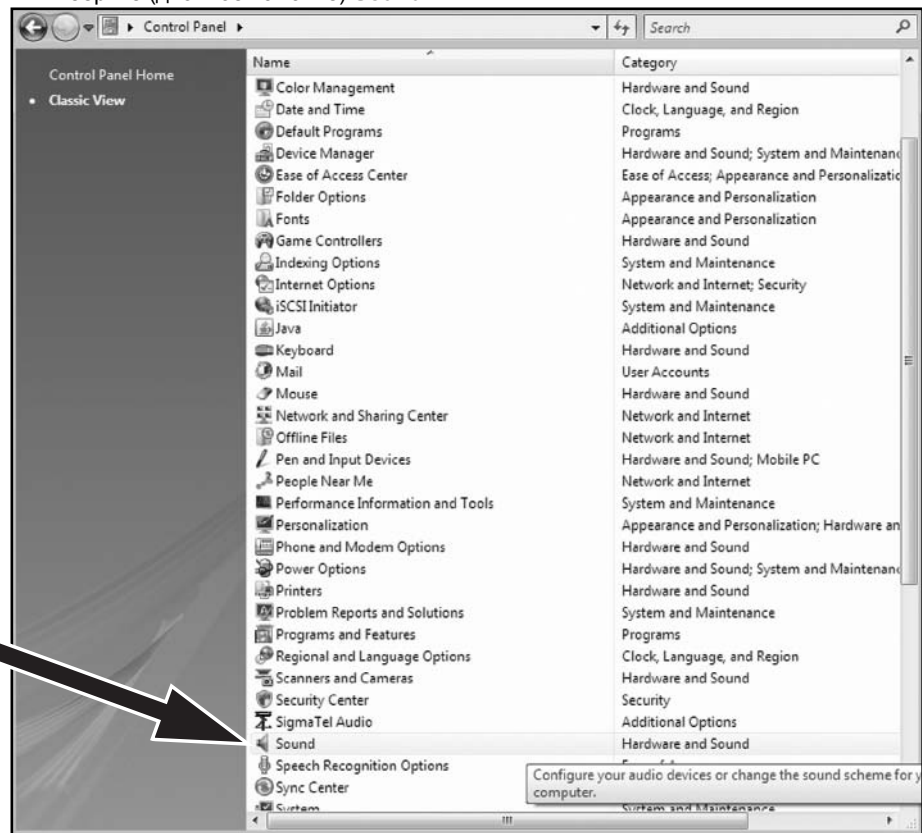 Control Panel
Search
Control Panel Home
Classic View
Name Category
Color Management Hardware and Sound
Date and Time Clock, Language, and Region
Default Programs Programs
Device Manager Hardware and Sound; System and Maintenanc
Ease of Access Center Ease of Access; Appearance and Personalizatic
Folder Options Appearance and Personalization
Fonts Appearance and Personalization
Game Controllers Hardware and Sound
Indexing Options System and Maintenance
Internet Options Network and Internet; Security
iSCSI Initiator System and Maintenance
Java Additional Options
Keyboard Hardware and Sound
Mail User Accounts
Mouse Hardware and Sound
Network and Sharing Center Network and Internet
Offline Files Network and Internet
Pen and Input Devices Hardware and Sound; Mobile PC
People Near Me Network and Internet
Performance Information and Tools System and Maintenance
Personalization Appearance and Personalization; Hardware an
Phone and Modem Options Hardware and Sound
Power Options Hardware and Sound; System and Maintenanc
Printers Hardware and Sound
Problem Reports and Solutions System and Maintenance
Programs and Features Programs
Regional and Language Options Clock, Language, and Region
Scanners and Cameras Hardware and Sound
Security Center Security
SigmaTel Audio Additional Options
Sound Hardware and Sound
Speech Recognition Options
Configure your audio devices or change the sound scheme for y
computer.
Sync Center
System System and Maintenance